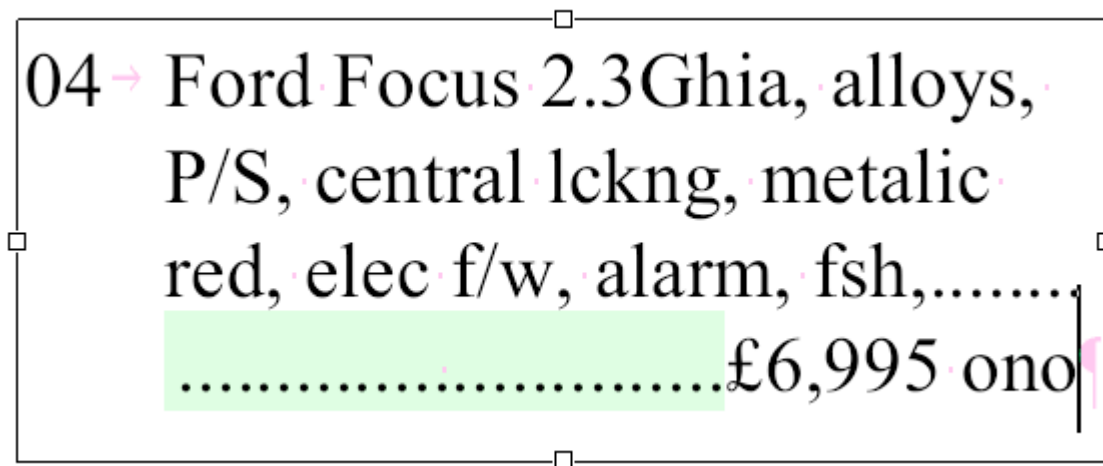 04 Ford Focus 2.3Ghia, alloys,
P/S, central lckng, metalic
red, elec f/w, alarm, fsh,........
.............................£6,995 ono